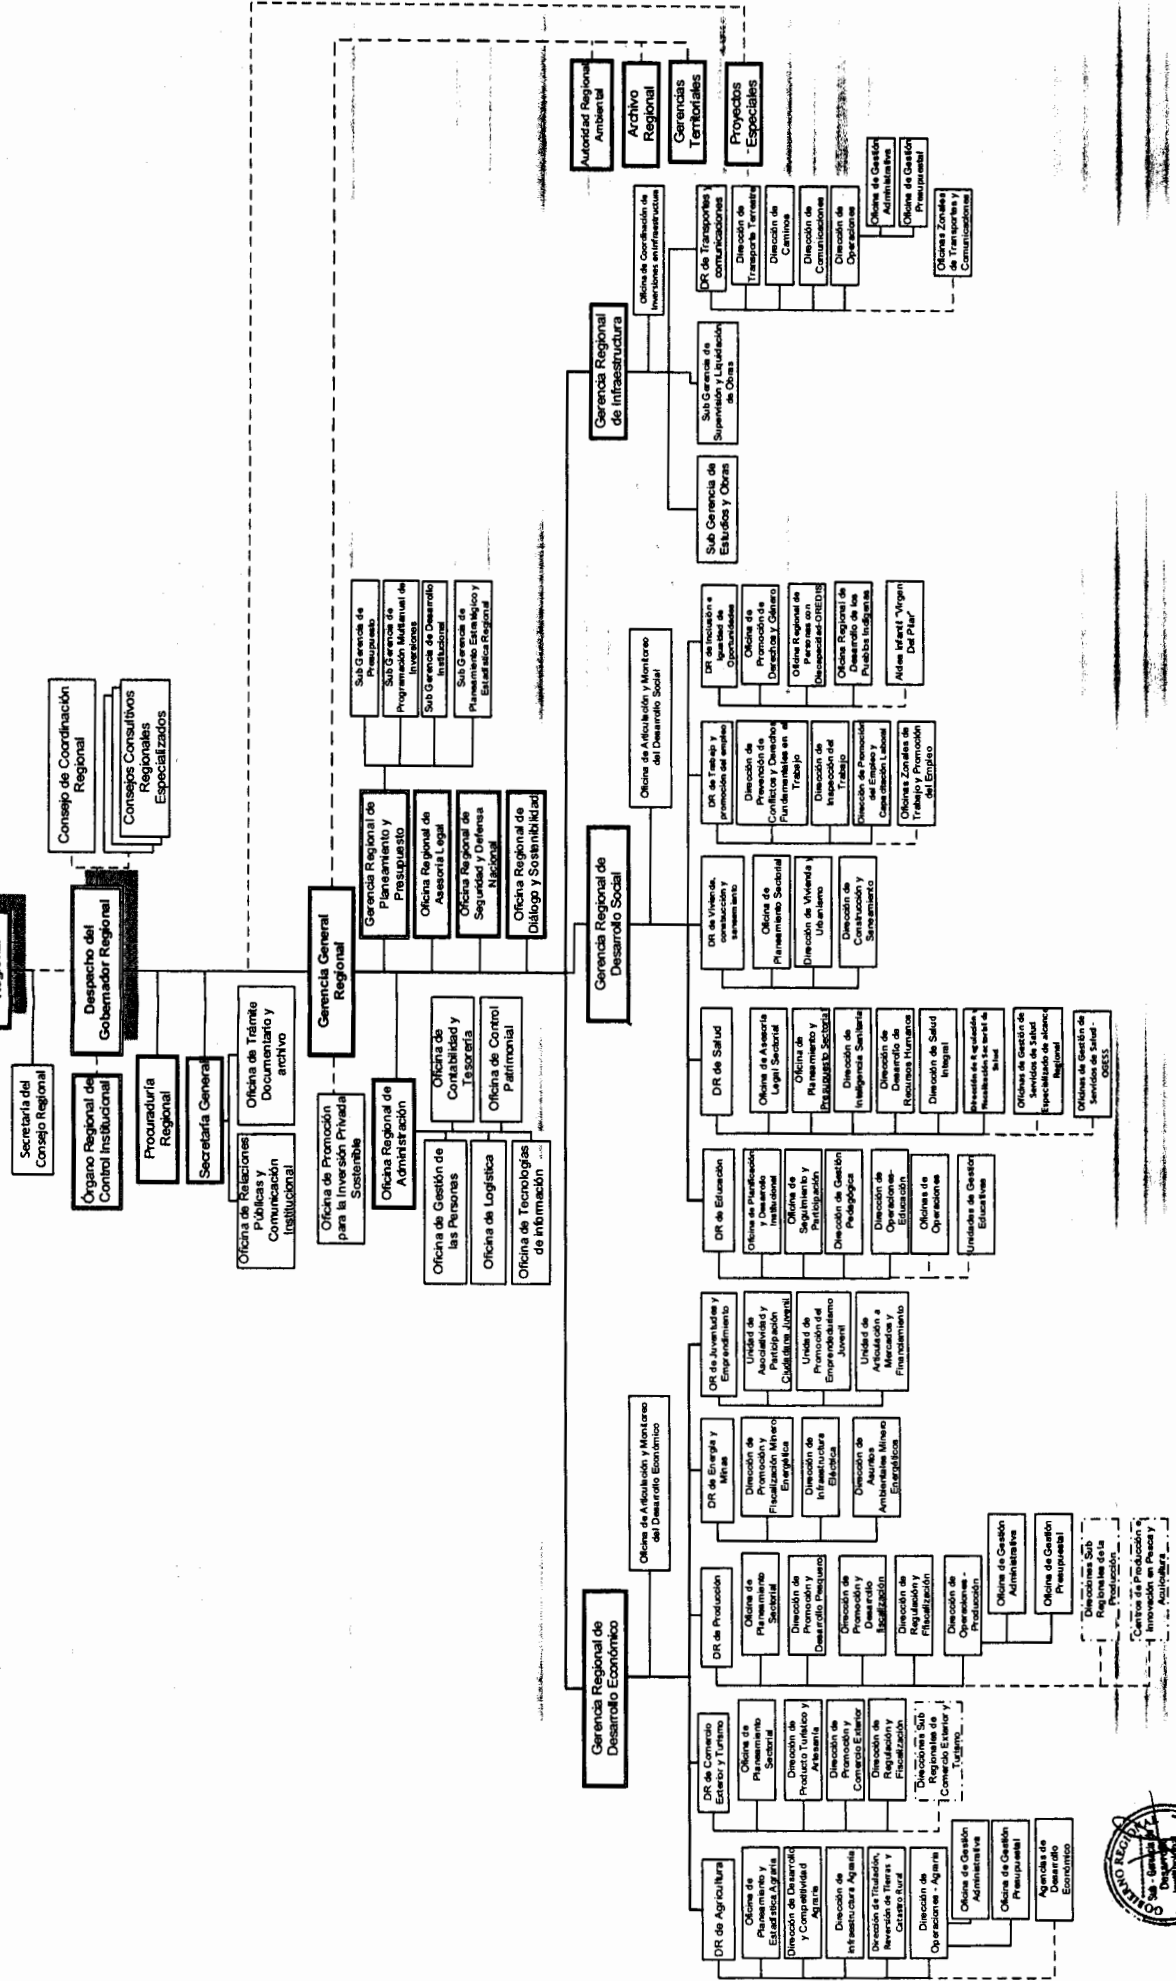 Secretaría del
Consejo Regional
Despacho del
Gobernador Regional
Consejo de Coordinación
Regional
Consejos Consultivos
Regionales
Especializados
Órgano Regional de
Control Institucional
Procuraduría
Regional
Secretaría General
Oficina de Relaciones
Públicas y
Comunicación
Institucional
Oficina de Trámite
Documentario y
archivo
Gerencia General
Regional
Oficina de Promoción
para la Inversión Privada
Sostenible
Oficina Regional de
Administración
Oficina de Gestión de
las Personas
Oficina de Logística
Oficina de Tecnologías
de información
Oficina de
Contabilidad y
Tesorería
Oficina de Control
Patrimonial
Gerencia Regional de
Planeamiento y
Presupuesto
Oficina Regional de
Asesoría Legal
Oficina Regional de
Seguridad y Defensa
Nacional
Oficina Regional de
Diálogo y Sostenibilidad
Sub Gerencia de
Presupuesto
Sub Gerencia de
Programación Multianual de
Inversiones
Sub Gerencia de Desarrollo
Institucional
Sub Gerencia de
Planeamiento Estratégico y
Estadística Regional
Autoridad Regional
Ambiental
Archivo
Regional
Gerencias
Territoriales
Proyectos
Especiales
Gerencia Regional de
Desarrollo Económico
Oficina de Articulación y Monitoreo
del Desarrollo Económico
DR de Agricultura
Oficina de
Planeamiento y
Estadística Agraria
Dirección de Desarrollo
y Competitividad
Agraria
Dirección de
Infraestructura Agraria
Dirección de Titulación,
Reversión de Tierras y
Catastro Rural
Dirección de
Operaciones - Agraria
Oficina de Gestión
Administrativa
Oficina de Gestión
Presupuestal
Agencias de
Desarrollo
Económico
DR de Comercio
Exterior y Turismo
Oficina de
Planeamiento
Sectorial
Dirección de
Producto Turístico y
Artesanía
Dirección de
Promoción y
Comercio Exterior
Dirección de
Regulación y
Fiscalización
Direcciones Sub
Regionales de
Comercio Exterior y
Turismo
DR de Producción
Oficina de
Planeamiento
Sectorial
Dirección de
Promoción y
Desarrollo Pesquero
Dirección de
Promoción y
Desarrollo
fiscalización
Dirección de
Regulación y
Fiscalización
Dirección de
Operaciones -
Producción
Oficina de Gestión
Administrativa
Oficina de Gestión
Presupuestal
Direcciones Sub
Regionales de la
Producción
Centros de Producción e
Innovación en Pesca y
Acuicultura
DR de Energía y
Minas
Dirección de
Promoción y
Fiscalización Minero
Energética
Dirección de
Infraestructura
Eléctrica
Dirección de
Asuntos
Ambientales Minero
Energéticos
DR de Juventudes y
Emprendimiento
Unidad de
Asociatividad y
Participación
Ciudadana Juvenil
Unidad de
Promoción del
Emprendedurismo
Juvenil
Unidad de
Articulación a
Mercados y
Financiamiento
Gerencia Regional de
Desarrollo Social
Oficina de Articulación y Monitoreo
del Desarrollo Social
DR de Educación
Oficina de Planificación
y Desarrollo
Institucional
Oficina de
Seguimiento y
Participación
Dirección de Gestión
Pedagógica
Dirección de
Operaciones-
Educación
Oficinas de
Operaciones
Unidades de Gestión
Educativas
DR de Salud
Oficina de Asesoría
Legal Sectorial
Oficina de
Planeamiento y
Presupuesto Sectorial
Dirección de
Inteligencia Sanitaria
Dirección de
Desarrollo de
Recursos Humanos
Dirección de Salud
Integral
Dirección de Regulación y
Fiscalización Sectorial de
Salud
Oficinas de Gestión de
Servicios de Salud
Especializado de alcance
Regional
Oficinas de Gestión de
Servicios de Salud -
OGESS
DR de Vivienda,
construcción y
saneamiento
Oficina de
Planeamiento Sectorial
Dirección de Vivienda y
Urbanismo
Dirección de
Construcción y
Saneamiento
DR de Trabajo y
promoción del empleo
Dirección de
Prevención de
Conflictos y Derechos
Fundamentales en el
Trabajo
Dirección de
Inspección del
Trabajo
Dirección de Promoción
del Empleo y
Capacitación Laboral
Oficinas Zonales de
Trabajo y Promoción
del Empleo
DR de Inclusión e
Igualdad de
Oportunidades
Oficina de
Promoción de
Derechos y Género
Oficina Regional de
Personas con
Discapacidad-OREDIS
Oficina Regional de
Desarrollo de los
Pueblos Indígenas
Aldea Infantil "Virgen
Del Pilar"
Gerencia Regional
de Infraestructura
Oficina de Coordinación de
Inversiones en Infraestructura
Sub Gerencia de
Estudios y Obras
Sub Gerencia de
Supervisión y Liquidación
de Obras
DR de Transportes y
comunicaciones
Dirección de
Transporte Terrestre
Dirección de
Caminos
Dirección de
Comunicaciones
Dirección de
Operaciones
Oficina de Gestión
Administrativa
Oficina de Gestión
Presupuestal
Oficinas Zonales
de Transportes y
Comunicaciones
GOBIERNO REGIONAL